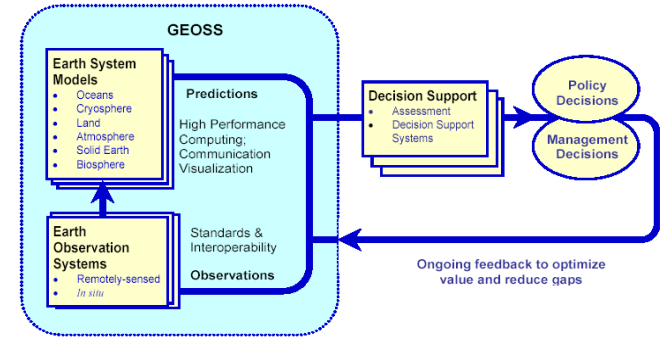 GEOSS
Earth System
Models
• Oceans
• Cryosphere
• Land
• Atmosphere
• Solid Earth
• Biosphere
Predictions
High Performance
Computing;
Communication
Visualization
Earth
Observation
Systems
• Remotely-sensed
• In situ
Standards &
Interoperability
Observations
Decision Support
• Assessment
• Decision Support
Systems
Policy
Decisions
Management
Decisions
Ongoing feedback to optimize
value and reduce gaps